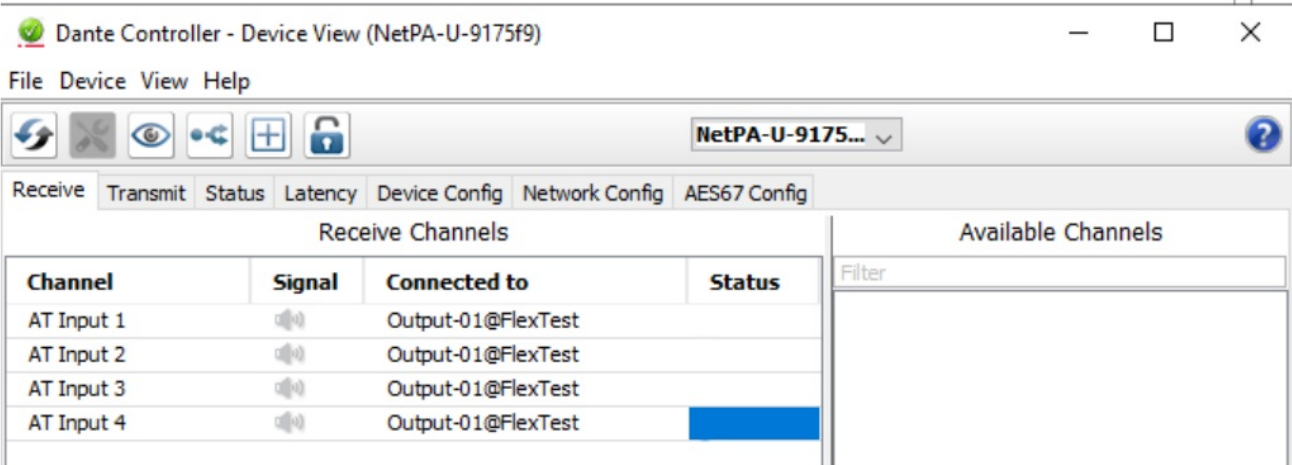 Dante Controller - Device View (NetPA-U-9175f9)
File Device View Help
NetPA-U-9175...
Receive Transmit Status Latency Device Config Network Config AES67 Config
Receive Channels
Available Channels
Channel Signal Connected to Status
Filter
AT Input 1 Output-01@FlexTest
AT Input 2 Output-01@FlexTest
AT Input 3 Output-01@FlexTest
AT Input 4 Output-01@FlexTest